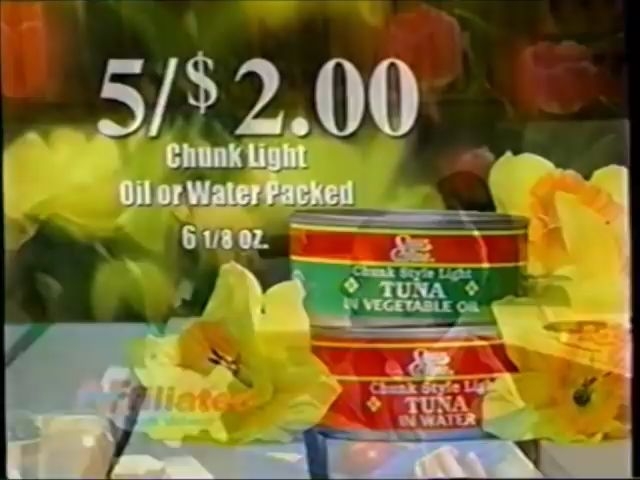 5/$2.00
Chunk Light
Oil or Water Packed
6 1/8 OZ.
Chunk Style Light
TUNA
IN VEGETABLE OIL
Chunk Style Light
TUNA
IN WATER
Affiliated